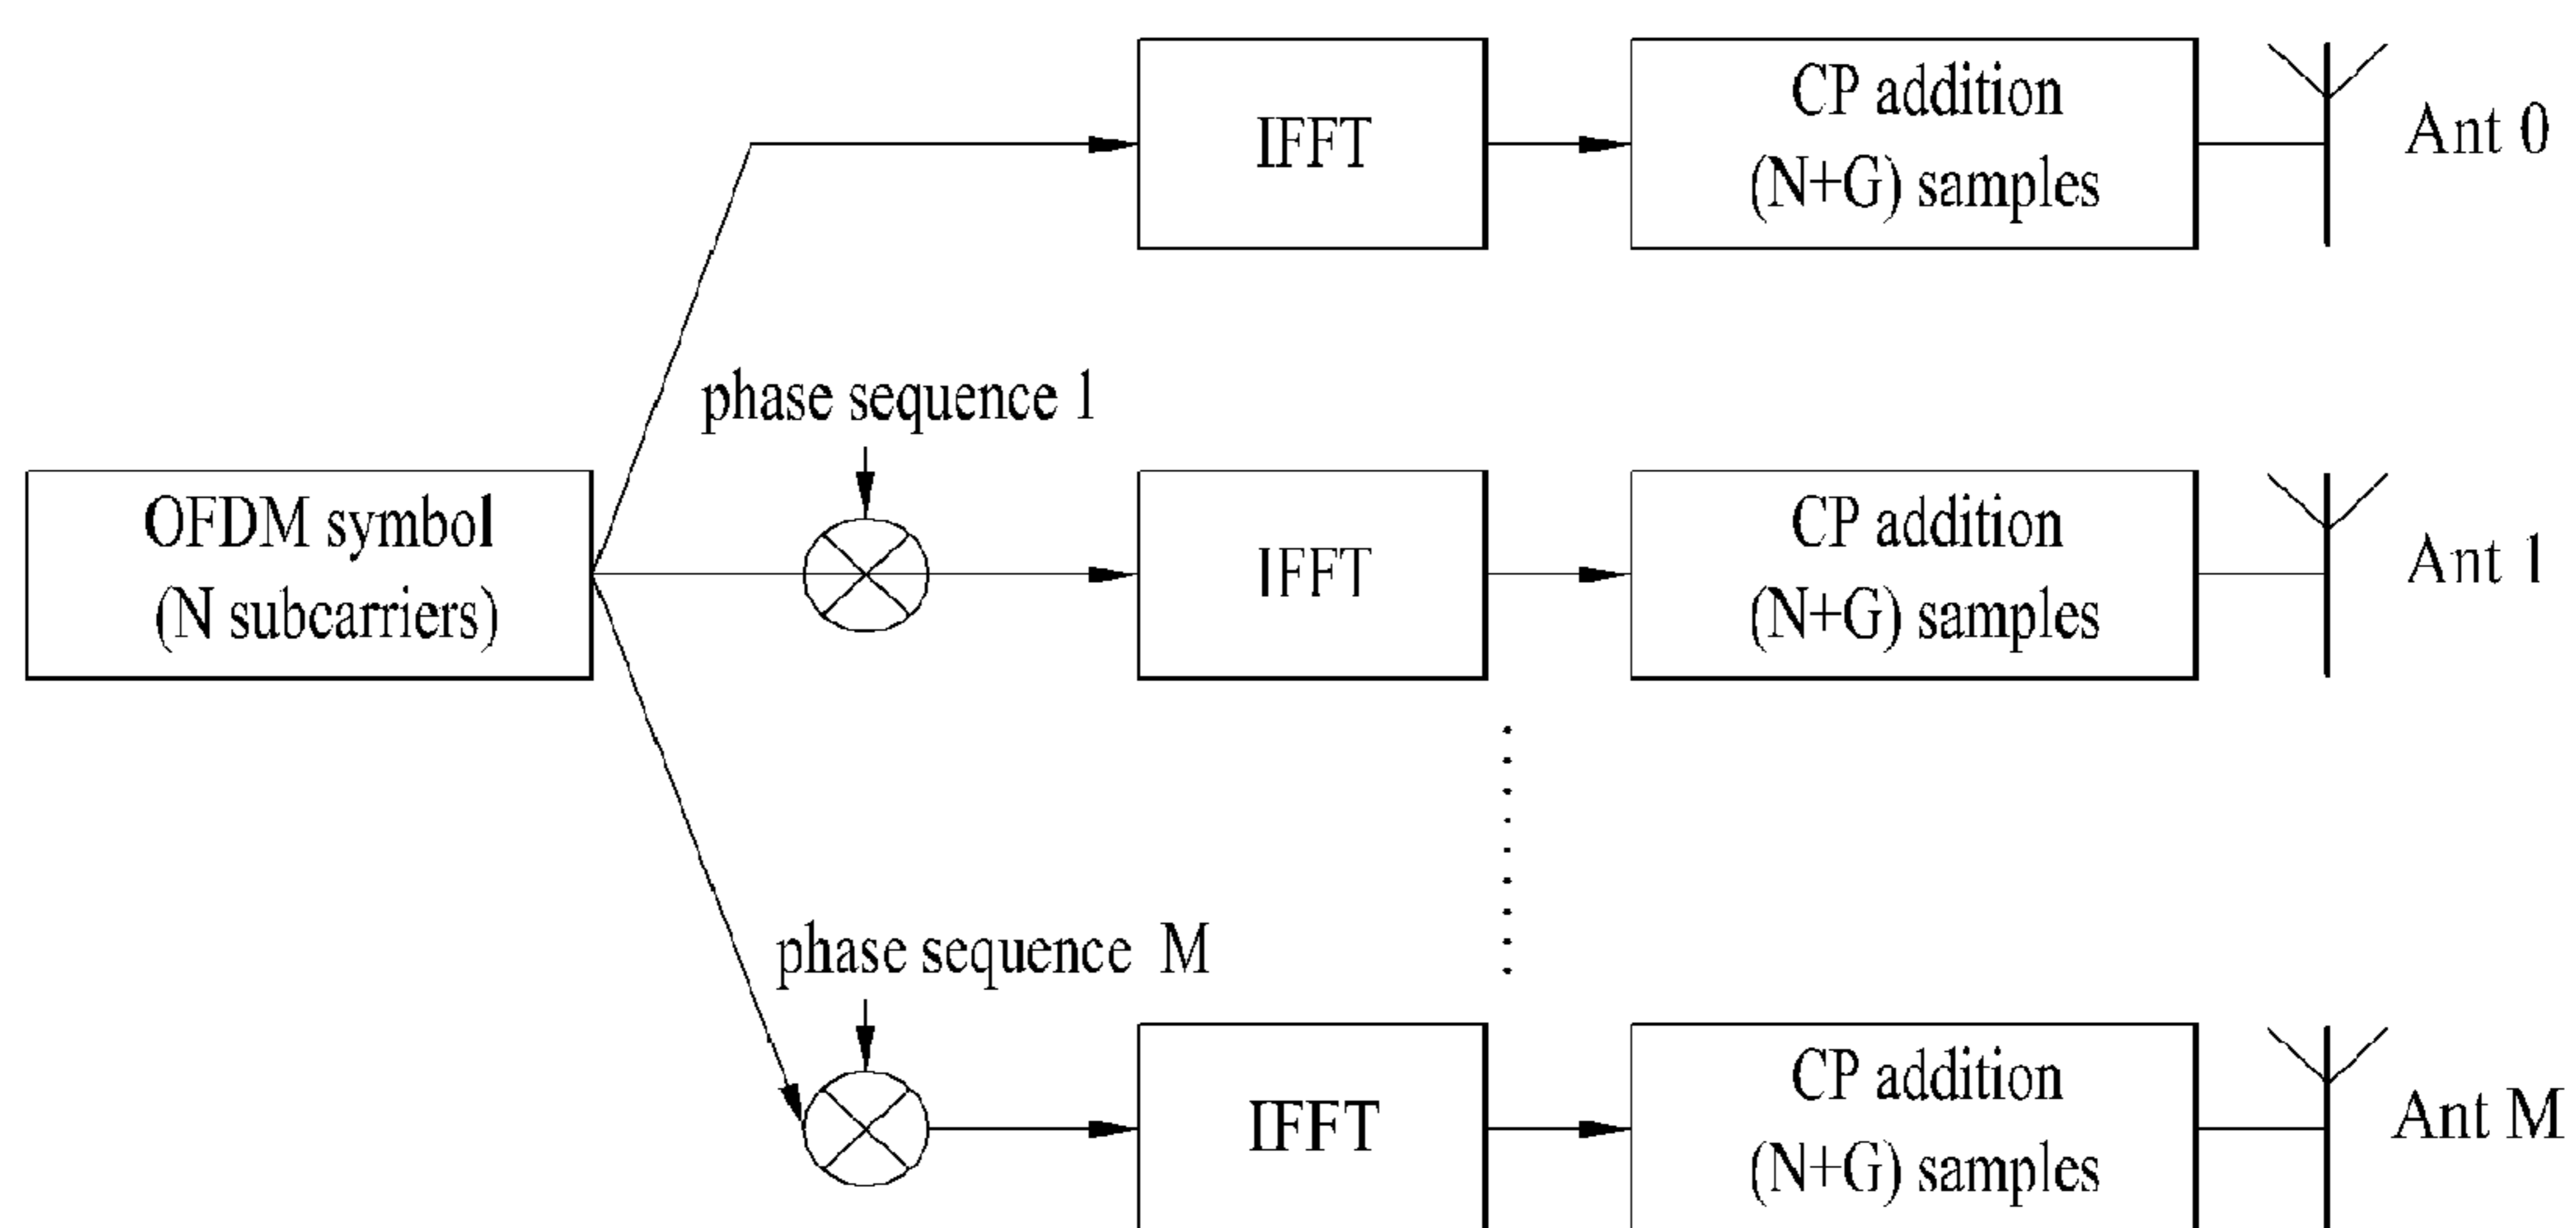 IFFT
CP addition
(N+G) samples
Ant 0
phase sequence 1
OFDM symbol
(N subcarriers)
IFFT
CP addition
(N+G) samples
Ant 1
phase sequence M
IFFT
CP addition
(N+G) samples
Ant M